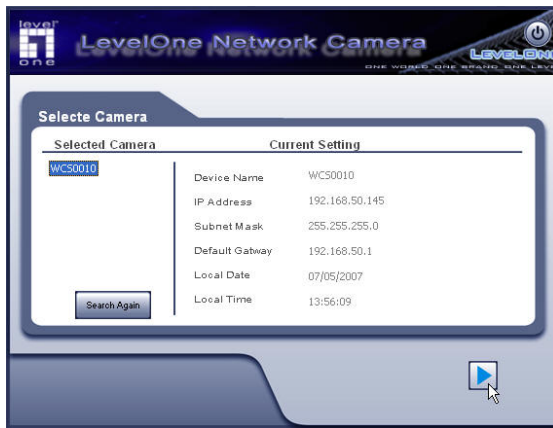 level
one
LevelOne Network Camera
LEVELONE
ONE WORLD ONE BRAND ONE LEVE
Selecte Camera
Selected Camera
Current Setting
WCS0010
Device Name WCS0010
IP Address 192.168.50.145
Subnet Mask 255.255.255.0
Default Gatway 192.168.50.1
Local Date 07/05/2007
Local Time 13:56:09
Search Again